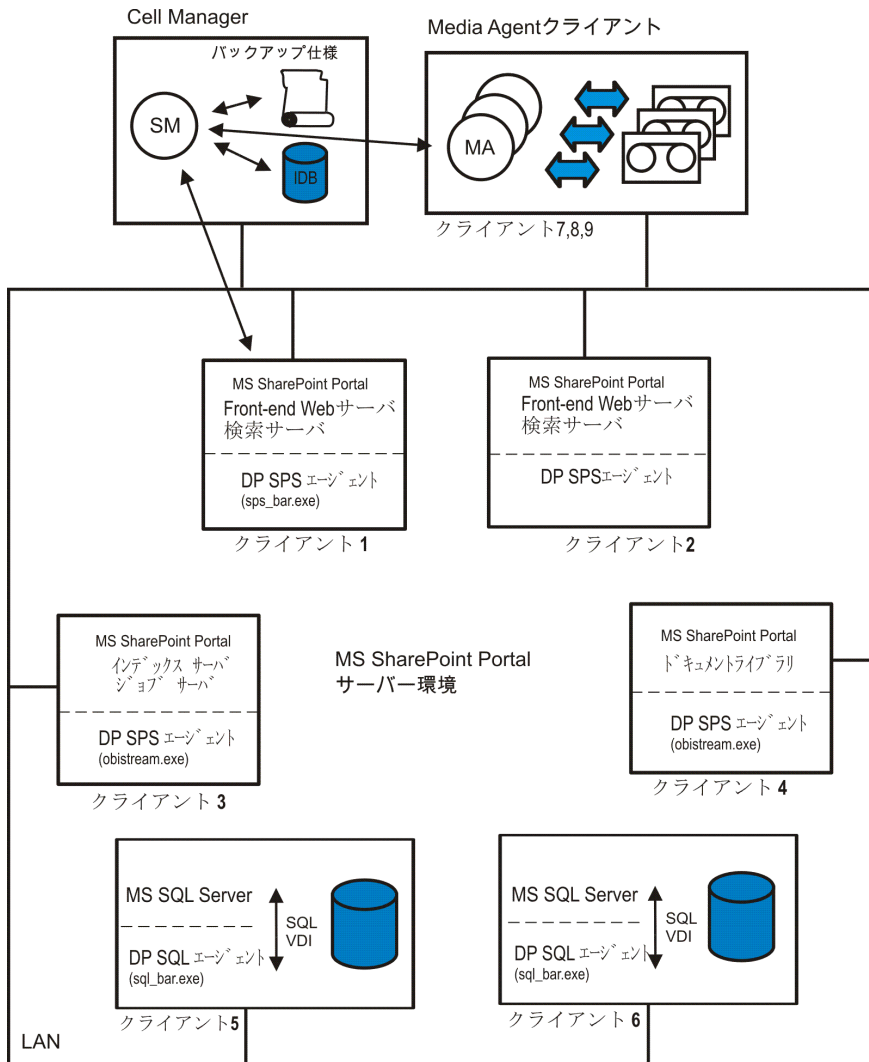 Cell Manager
バックアップ仕様
SM
IDB
Media Agentクライアント
MA
クライアント7,8,9
MS SharePoint Portal
Front-end Webサーバ
検索サーバ
DP SPS エージェント
(sps_bar.exe)
クライアント 1
MS SharePoint Portal
Front-end Webサーバ
検索サーバ
DP SPSエージェント
クライアント2
MS SharePoint Portal
インデックス サーバ
ジョブ サーバ
DP SPS エージェント
(obistream.exe)
クライアント 3
MS SharePoint Portal
サーバー環境
MS SharePoint Portal
ドキュメントライブラリ
DP SPS エージェント
(obistream.exe)
クライアント 4
MS SQL Server
DP SQL エージェント
(sql_bar.exe)
SQL
VDI
クライアント5
MS SQL Server
DP SQL エージェント
(sql_bar.exe)
SQL
VDI
クライアント 6
LAN